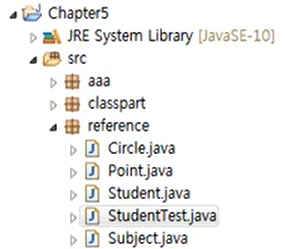 Chapter5
JRE System Library [JavaSE-10]
src
aaa
classpart
reference
Circle.java
Point.java
Student.java
StudentTest.java
Subject.java